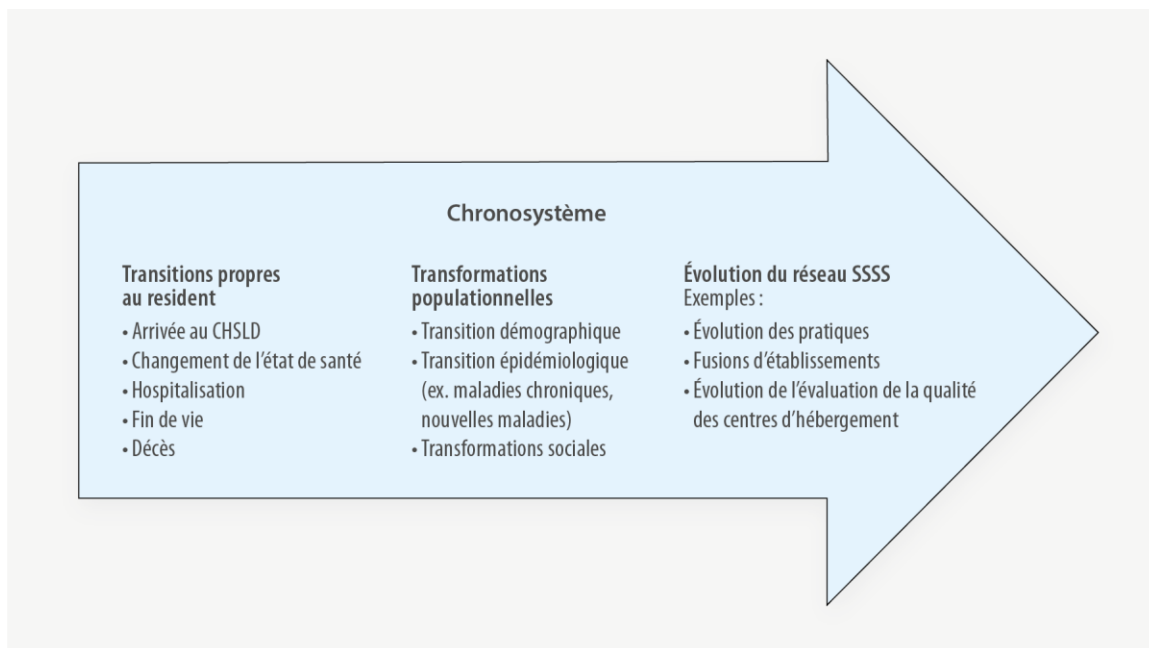 Chronosystème
Transitions propres
au resident
• Arrivée au CHSLD
• Changement de l'état de santé
• Hospitalisation
• Fin de vie
• Décès
Transformations
populationnelles
• Transition démographique
• Transition épidémiologique
(ex. maladies chroniques,
nouvelles maladies)
• Transformations sociales
Évolution du réseau SSSS
Exemples :
• Évolution des pratiques
• Fusions d'établissements
• Évolution de l'évaluation de la qualité
des centres d'hébergement